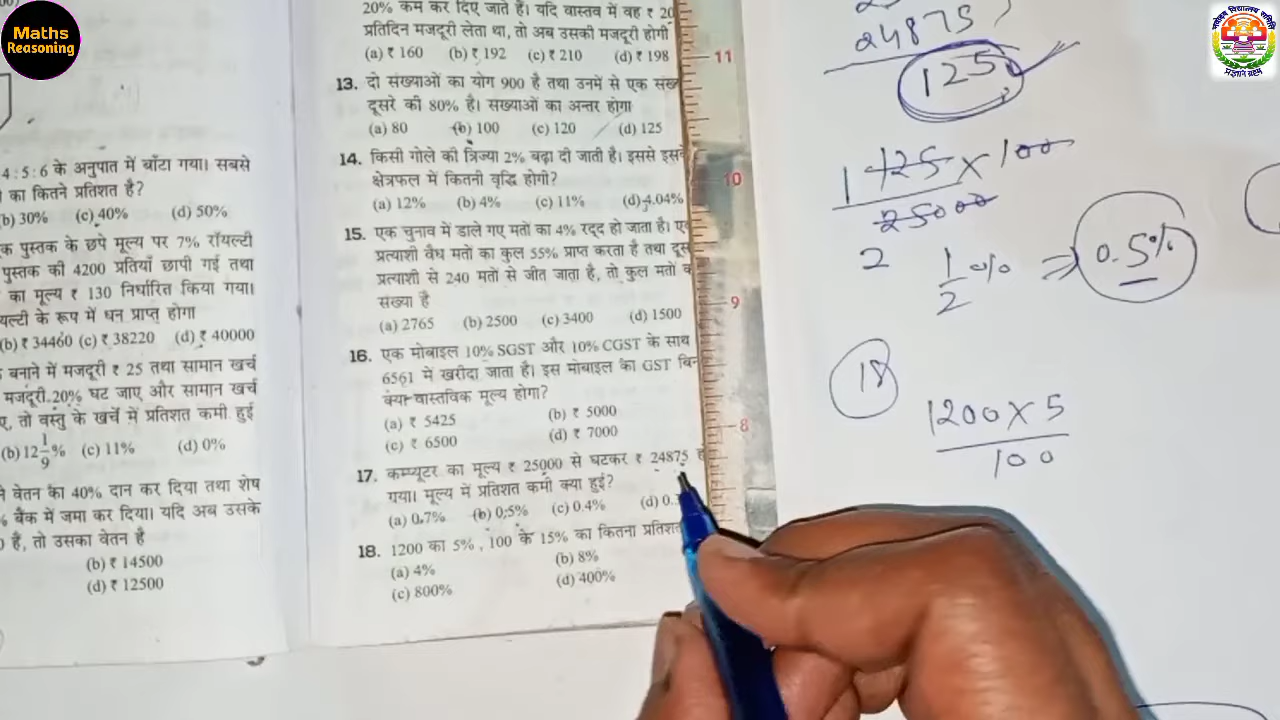 Maths
Reasoning
20% कम कर दिए जाते हैं। यदि वास्तव में वह ₹ 20
प्रतिदिन मजदूरी लेता था, तो अब उसकी मजदूरी होगी
(a) ₹ 160 (b) ₹ 192 (c) ₹ 210 (d) ₹ 198
13. दो संख्याओं का योग 900 है तथा उनमें से एक संख
दूसरे की 80% है। संख्याओं का अन्तर होगा
(a) 80 (b) 100 (c) 120 (d) 125
14. किसी गोले की त्रिज्या 2% बढ़ा दी जाती है। इससे इसक
क्षेत्रफल में कितनी वृद्धि होगी?
(a) 12% (b) 4% (c) 11% (d) 4.04%
15. एक चुनाव में डाले गए मतों का 4% रद्द हो जाता है। ए
प्रत्याशी वैध मतों का कुल 55% प्राप्त करता है तथा दूस
प्रत्याशी से 240 मतों से जीत जाता है, तो कुल मतों क
संख्या है
(a) 2765 (b) 2500 (c) 3400 (d) 1500
16. एक मोबाइल 10% SGST और 10% CGST के साथ
6561 में खरीदा जाता है। इस मोबाइल का GST बिन
क्या वास्तविक मूल्य होगा?
(a) ₹ 5425 (b) ₹ 5000
(c) ₹ 6500 (d) ₹ 7000
17. कम्प्यूटर का मूल्य ₹ 25000 से घटकर ₹ 24875 ह
गया। मूल्य में प्रतिशत कमी क्या हुई?
(a) 0.7% (b) 0.5% (c) 0.4% (d) 0.
18. 1200 का 5%, 100 के 15% का कितना प्रतिशत
(a) 4% (b) 8%
(c) 800% (d) 400%
4 : 5 : 6 के अनुपात में बाँटा गया। सबसे
का कितने प्रतिशत है?
(b) 30% (c) 40% (d) 50%
क पुस्तक के छपे मूल्य पर 7% रॉयल्टी
पुस्तक की 4200 प्रतियाँ छापी गई तथा
का मूल्य ₹ 130 निर्धारित किया गया।
यल्टी के रूप में धन प्राप्त होगा
(b) ₹ 34460 (c) ₹ 38220 (d) ₹ 40000
बनाने में मजदूरी ₹ 25 तथा सामान खर्च
मजदूरी 20% घट जाए और सामान खर्च
ए, तो वस्तु के खर्चे में प्रतिशत कमी हुई
(b) 12 1/9 % (c) 11% (d) 0%
ने वेतन का 40% दान कर दिया तथा शेष
% बैंक में जमा कर दिया। यदि अब उसके
0 है, तो उसका वेतन है
(b) ₹ 14500
(d) ₹ 12500
11
10
9
8
24875
125
1 125 × 100
25000
2
1/2 % ⇒ 0.5%
18
1200 × 5
100